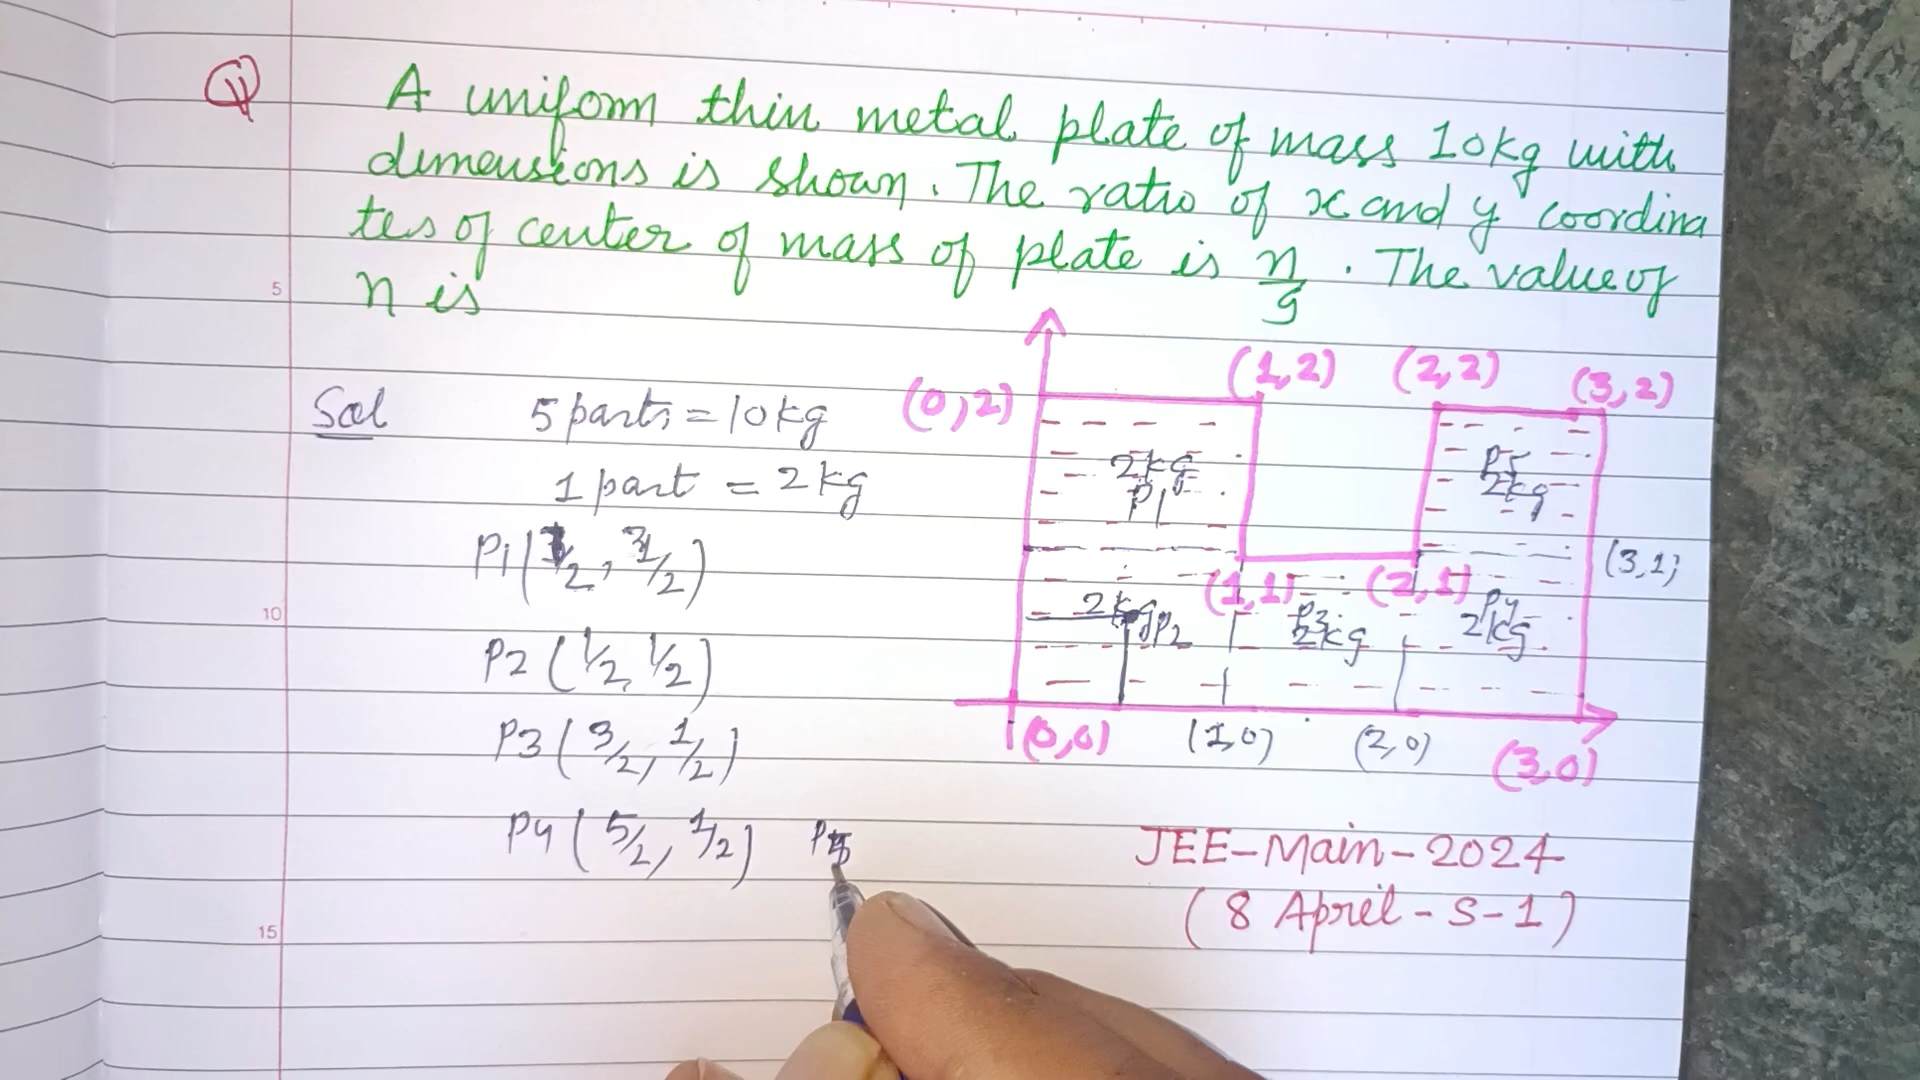 Q
A uniform thin metal plate of mass 10kg with
dimensions is shown. The ratio of x and y coordina
tes of center of mass of plate is n/9. The value of
n is
5
Sol
5 parts = 10kg
1 part = 2kg
P1(1/2, 3/2)
10
P2(1/2, 1/2)
P3(3/2, 1/2)
P4(5/2, 1/2) P5
15
(0,2)
(1,2)
(2,2)
(3,2)
2kg
P1
P5
2kg
(1,1)
(2,1)
(3,1)
2kg P2
P3
2kg
P4
2kg
(0,0)
(1,0)
(2,0)
(3,0)
JEE-Main-2024
(8 April-S-1)